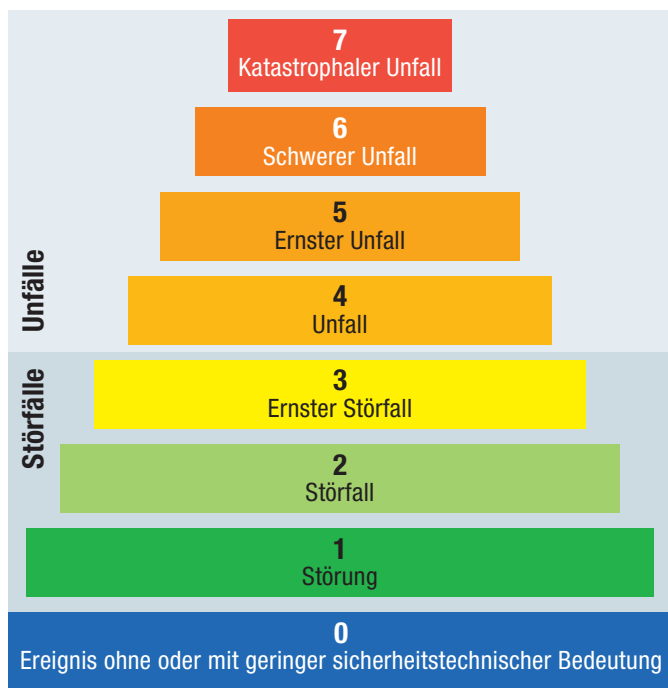 7
Katastrophaler Unfall
6
Schwerer Unfall
5
Ernster Unfall
4
Unfall
Unfälle
3
Ernster Störfall
2
Störfall
1
Störung
Störfälle
0
Ereignis ohne oder mit geringer sicherheitstechnischer Bedeutung